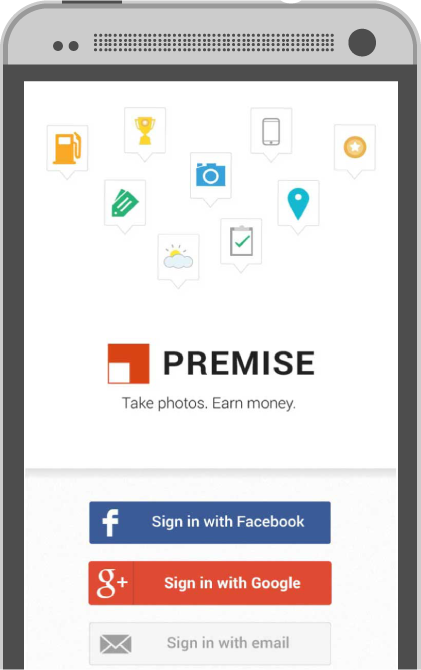 PREMISE
Take photos. Earn money.
f Sign in with Facebook
g+ Sign in with Google
Sign in with email